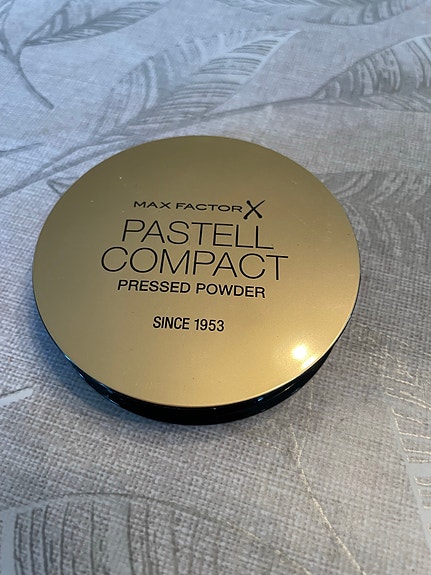 MAX FACTOR X
PASTELL
COMPACT
PRESSED POWDER
SINCE 1953